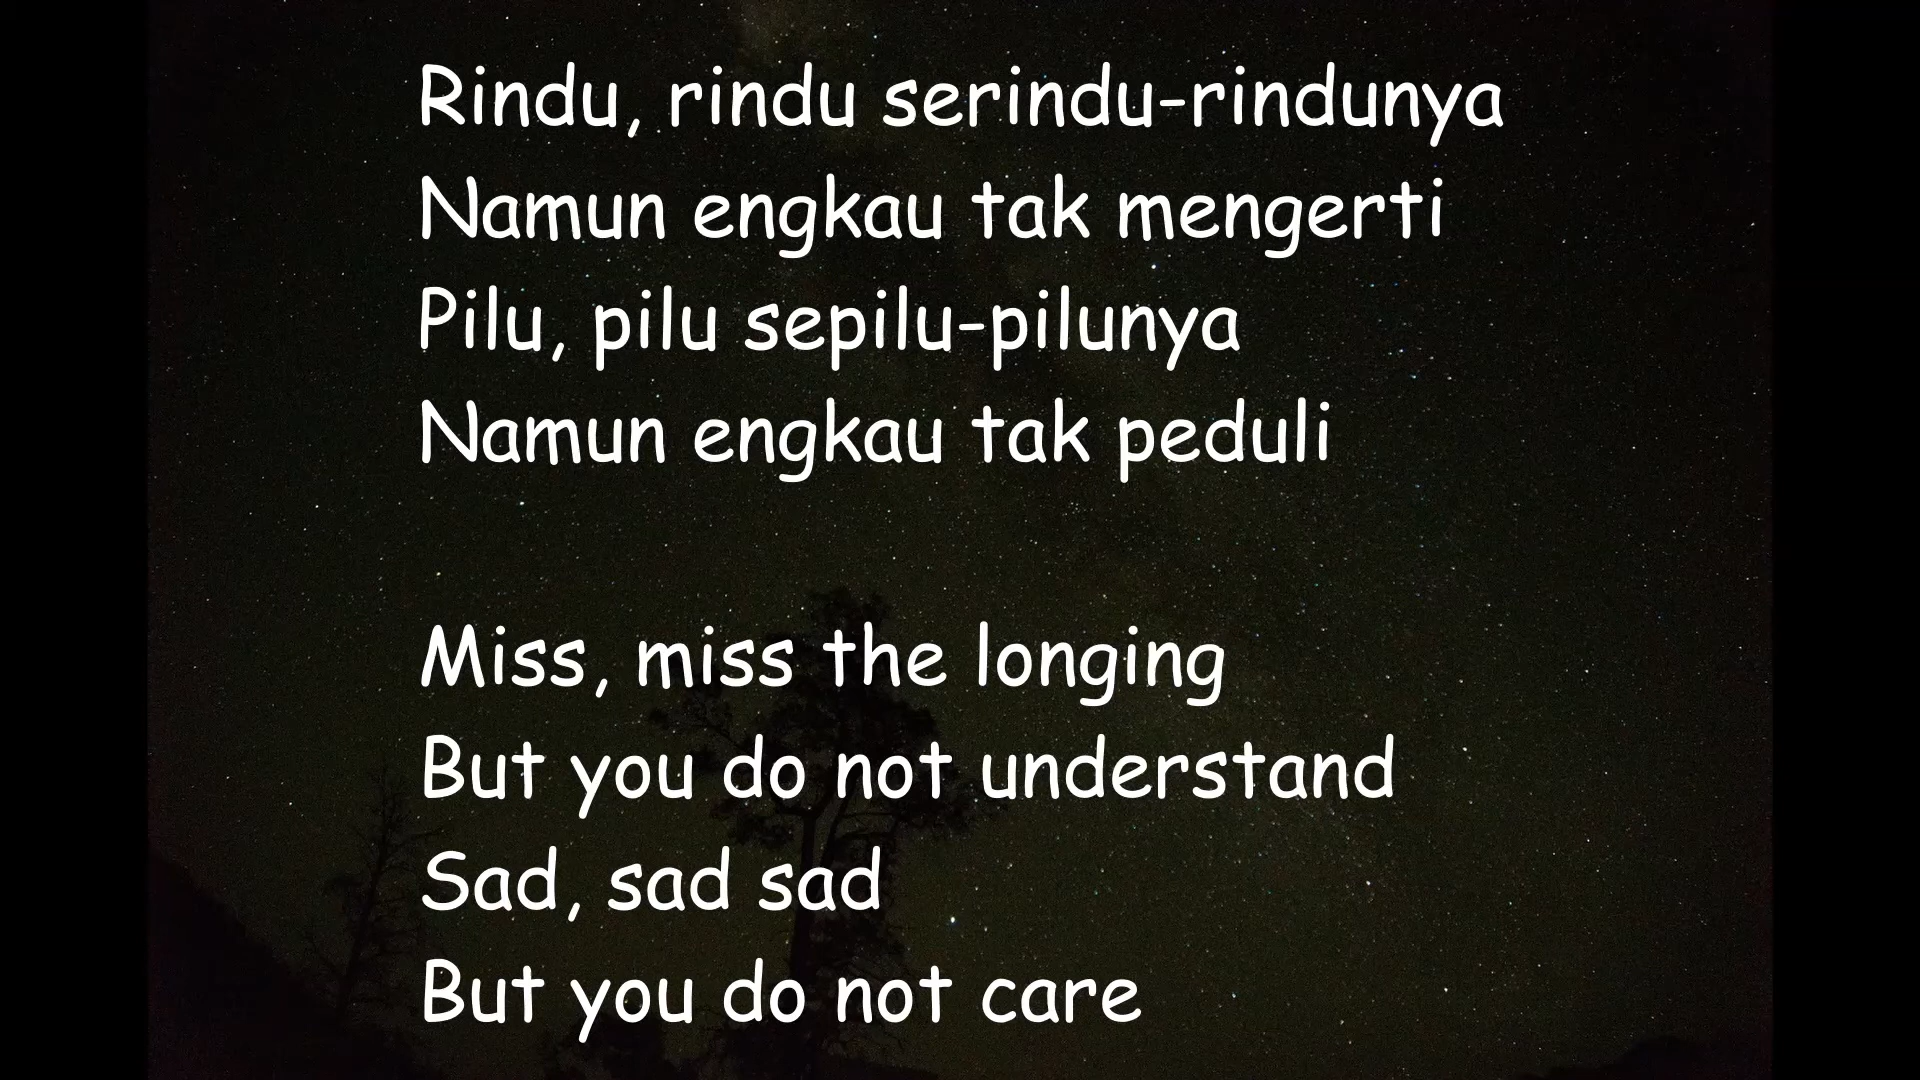 Rindu, rindu serindu-rindunya
Namun engkau tak mengerti
Pilu, pilu sepilu-pilunya
Namun engkau tak peduli
Miss, miss the longing
But you do not understand
Sad, sad sad
But you do not care